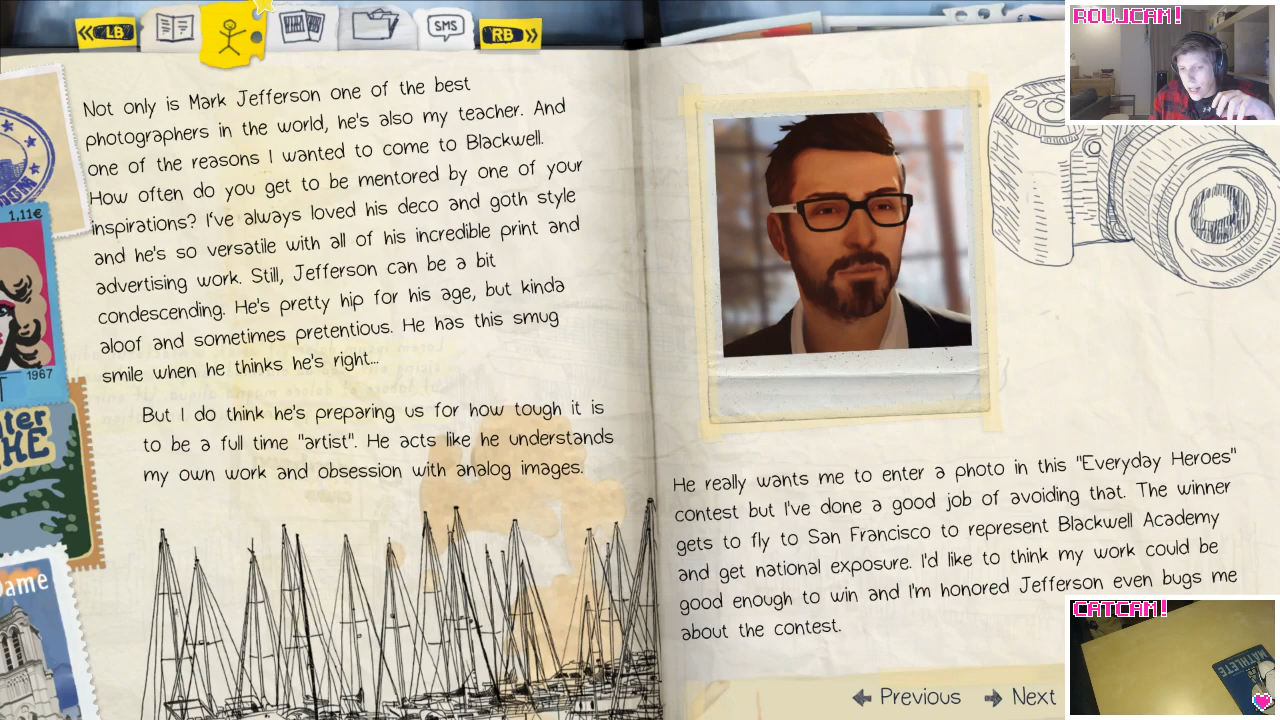 LB
SMS
RB
ROUJCAM!
Not only is Mark Jefferson one of the best
photographers in the world, he's also my teacher. And
one of the reasons I wanted to come to Blackwell.
How often do you get to be mentored by one of your
inspirations? I've always loved his deco and goth style
and he's so versatile with all of his incredible print and
advertising work. Still, Jefferson can be a bit
condescending. He's pretty hip for his age, but kinda
aloof and sometimes pretentious. He has this smug
smile when he thinks he's right...
But I do think he's preparing us for how tough it is
to be a full time "artist". He acts like he understands
my own work and obsession with analog images.
1,11€
1967
Dame
He really wants me to enter a photo in this "Everyday Heroes"
contest but I've done a good job of avoiding that. The winner
gets to fly to San Francisco to represent Blackwell Academy
and get national exposure. I'd like to think my work could be
good enough to win and I'm honored Jefferson even bugs me
about the contest.
CATCAM!
MATHLETE
Previous
Next